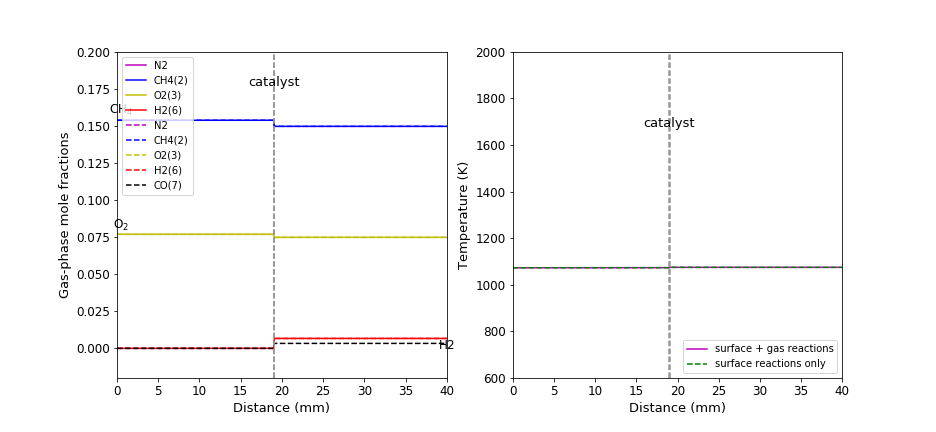 0.200
0.175
0.150
0.125
0.100
0.075
0.050
0.025
0.000
Gas-phase mole fractions
N2
CH4(2)
O2(3)
H2(6)
N2
CH4(2)
O2(3)
H2(6)
CO(7)
CH4
O2
catalyst
H2
0 5 10 15 20 25 30 35 40
Distance (mm)
2000
1800
1600
1400
1200
1000
800
600
Temperature (K)
catalyst
surface + gas reactions
surface reactions only
0 5 10 15 20 25 30 35 40
Distance (mm)